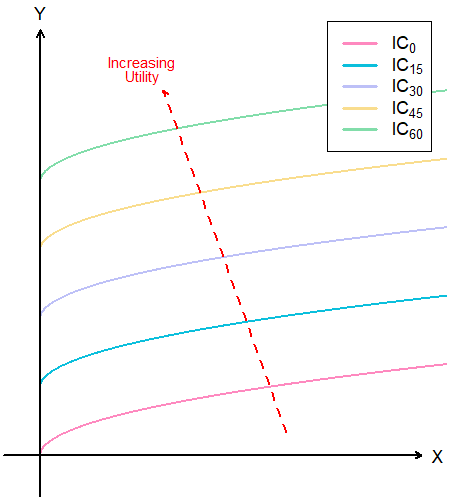 Y
Increasing
Utility
IC₀
IC₁₅
IC₃₀
IC₄₅
IC₆₀
X